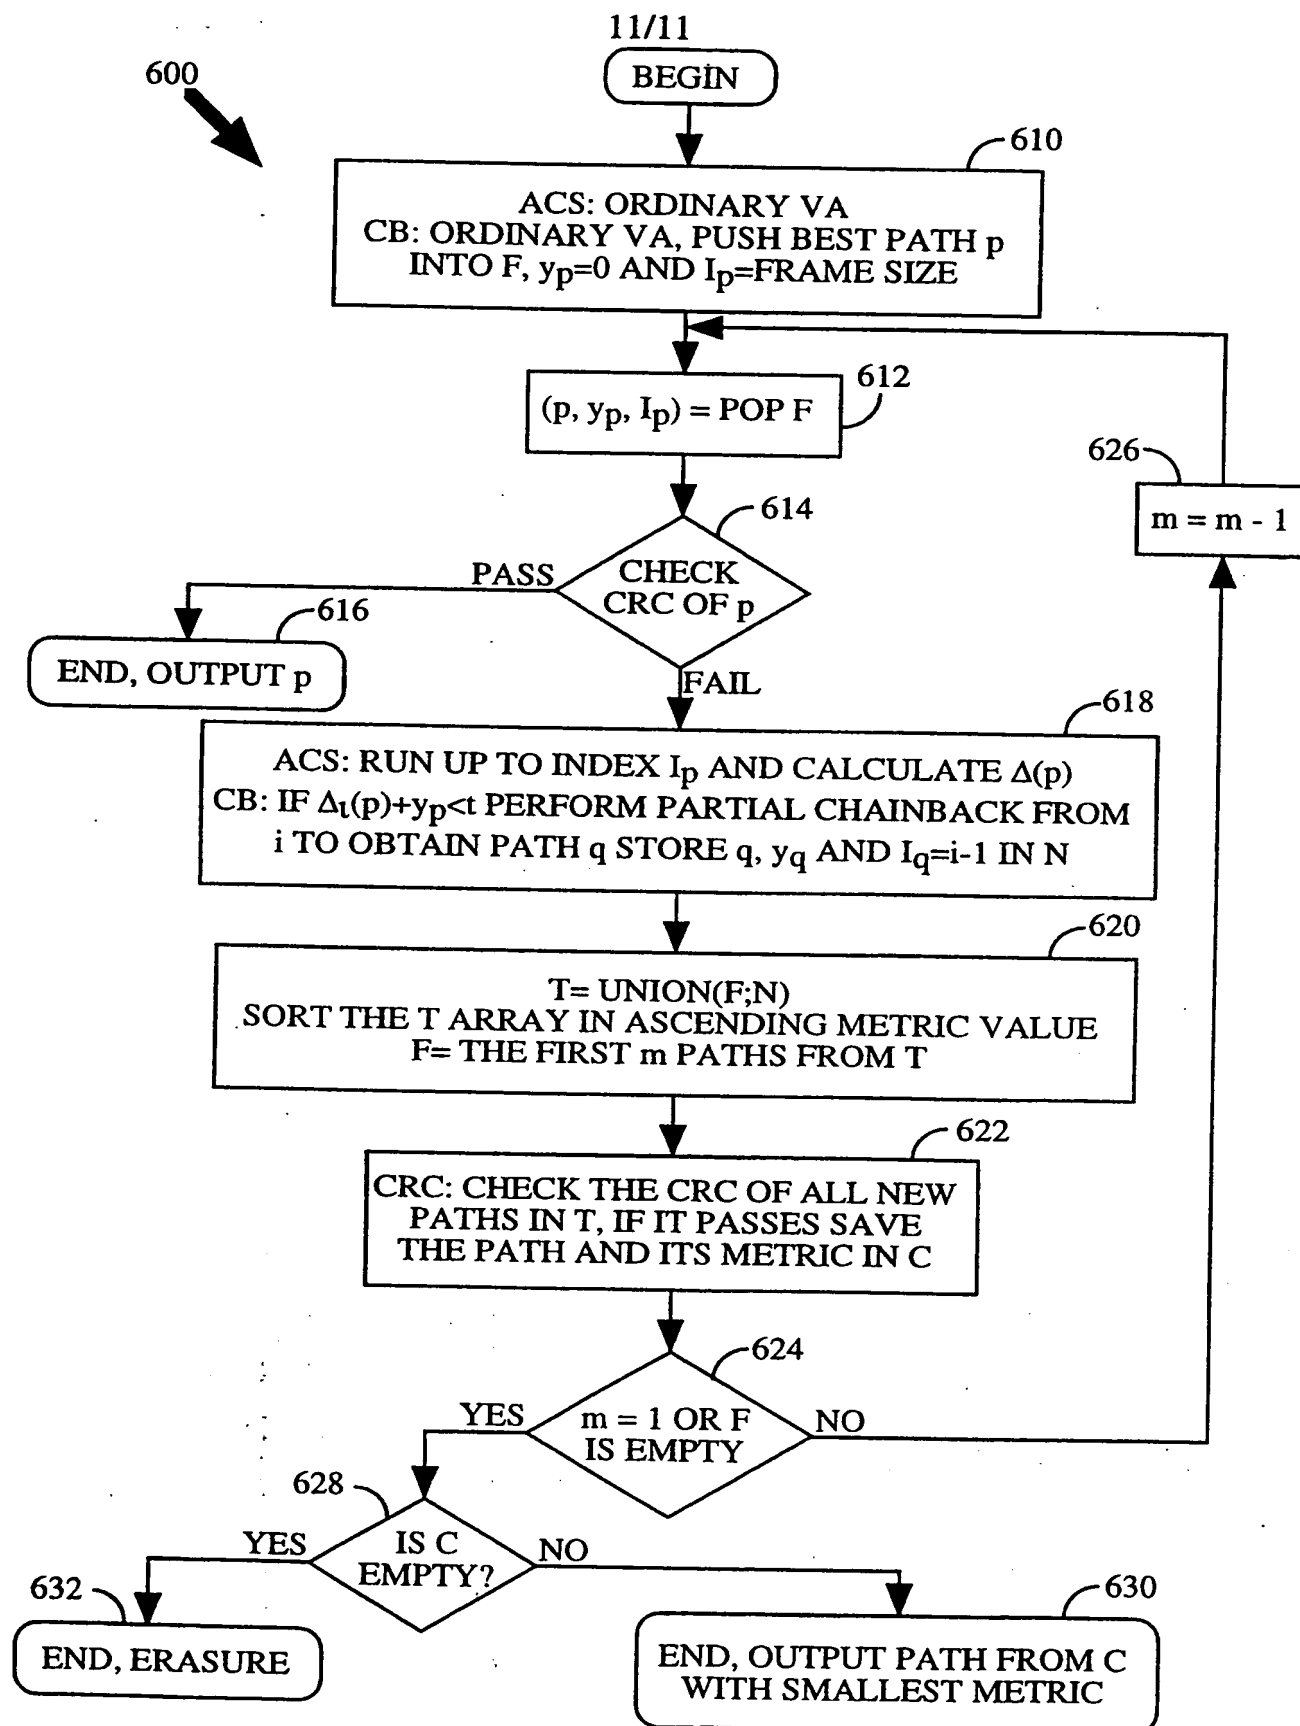 11/11
600
BEGIN
610
ACS: ORDINARY VA
CB: ORDINARY VA, PUSH BEST PATH p
INTO F, yp=0 AND Ip=FRAME SIZE
612
(p, yp, Ip) = POP F
626
m = m - 1
614
CHECK
CRC OF p
PASS
616
END, OUTPUT p
FAIL
618
ACS: RUN UP TO INDEX Ip AND CALCULATE Δ(p)
CB: IF Δι(p)+yp<t PERFORM PARTIAL CHAINBACK FROM
i TO OBTAIN PATH q STORE q, yq AND Iq=i-1 IN N
620
T= UNION(F;N)
SORT THE T ARRAY IN ASCENDING METRIC VALUE
F= THE FIRST m PATHS FROM T
622
CRC: CHECK THE CRC OF ALL NEW
PATHS IN T, IF IT PASSES SAVE
THE PATH AND ITS METRIC IN C
624
YES
m = 1 OR F
IS EMPTY
NO
628
YES
IS C
EMPTY?
NO
632
END, ERASURE
630
END, OUTPUT PATH FROM C
WITH SMALLEST METRIC